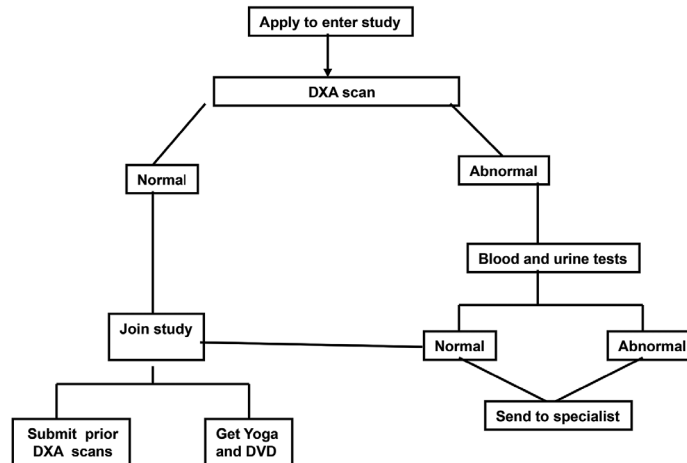 Apply to enter study
DXA scan
Normal
Abnormal
Blood and urine tests
Join study
Normal
Abnormal
Submit prior
DXA scans
Get Yoga
and DVD
Send to specialist